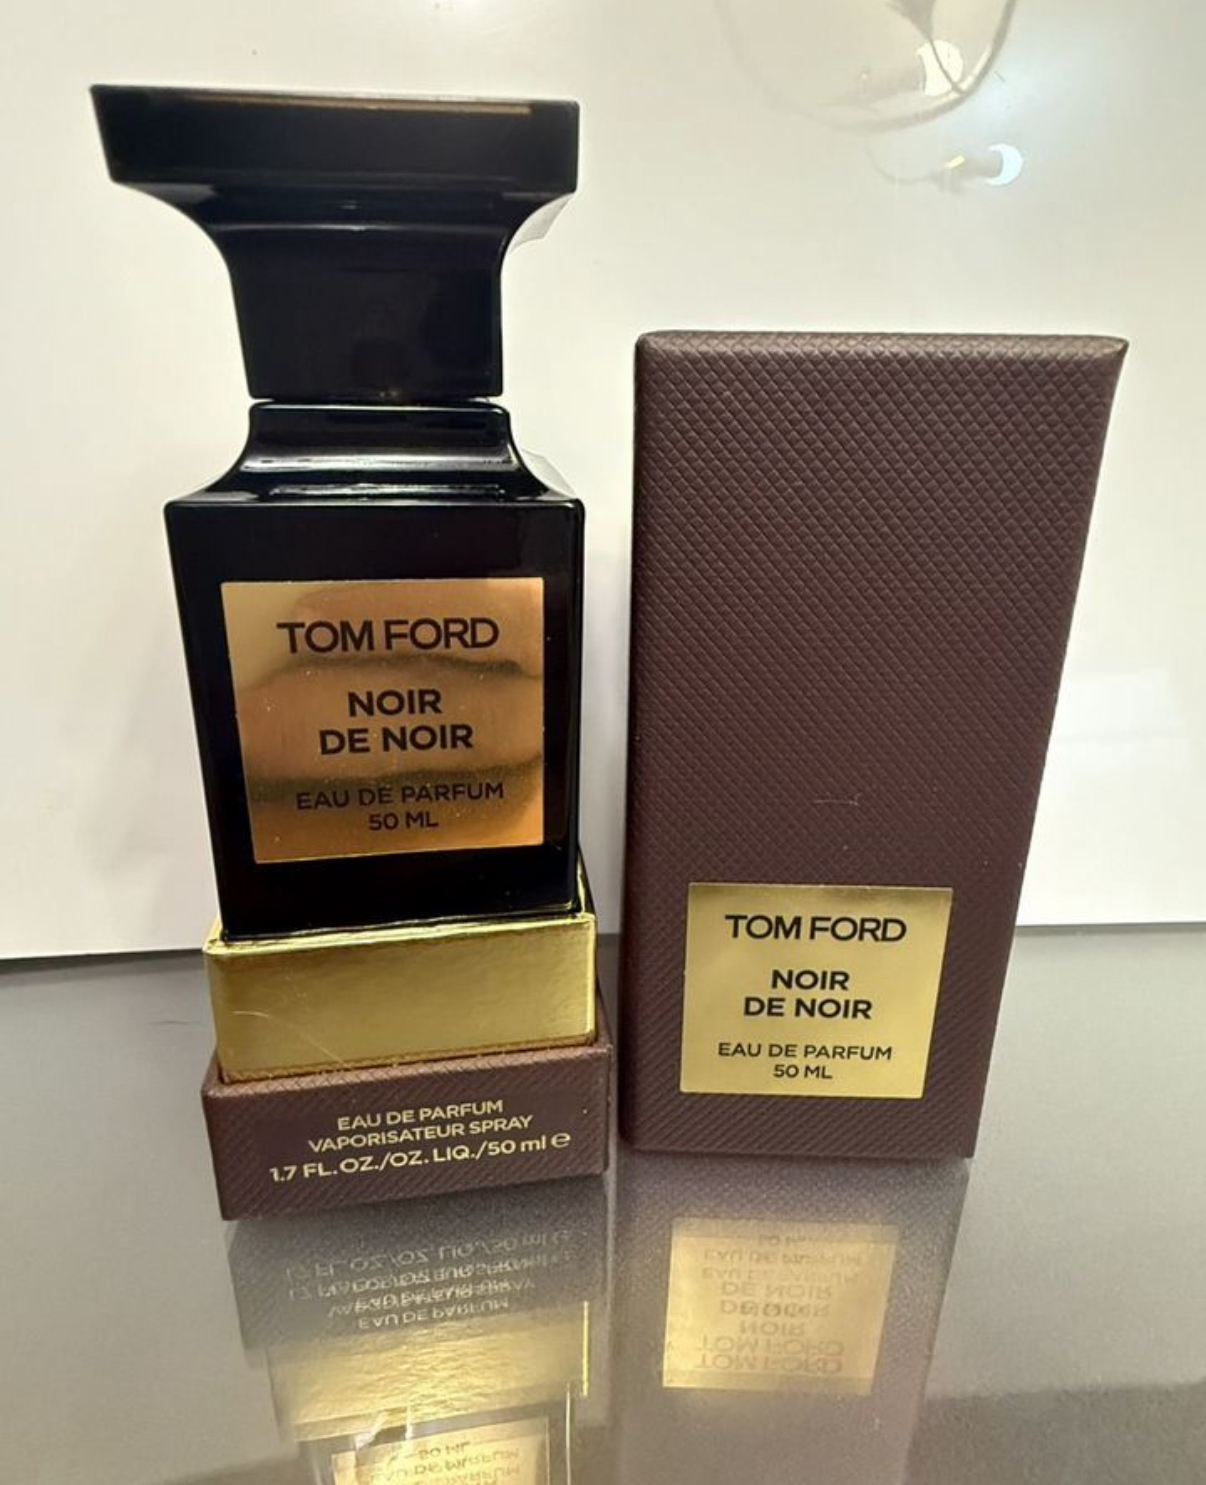 TOM FORD
NOIR
DE NOIR
EAU DE PARFUM
50 ML
EAU DE PARFUM
VAPORISATEUR SPRAY
1.7 FL. OZ./OZ. LIQ./50 ml ℮
TOM FORD
NOIR
DE NOIR
EAU DE PARFUM
50 ML